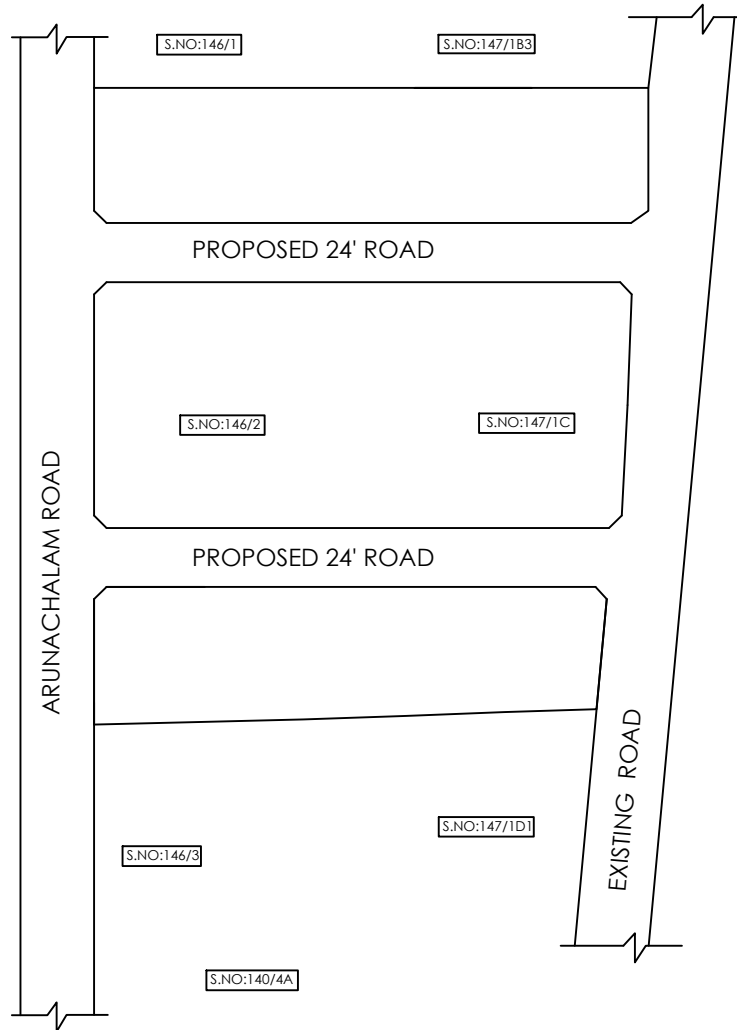 S.NO:146/1
S.NO:147/1B3
PROPOSED 24' ROAD
S.NO:146/2
S.NO:147/1C
ARUNACHALAM ROAD
PROPOSED 24' ROAD
EXISTING ROAD
S.NO:147/1D1
S.NO:146/3
S.NO:140/4A